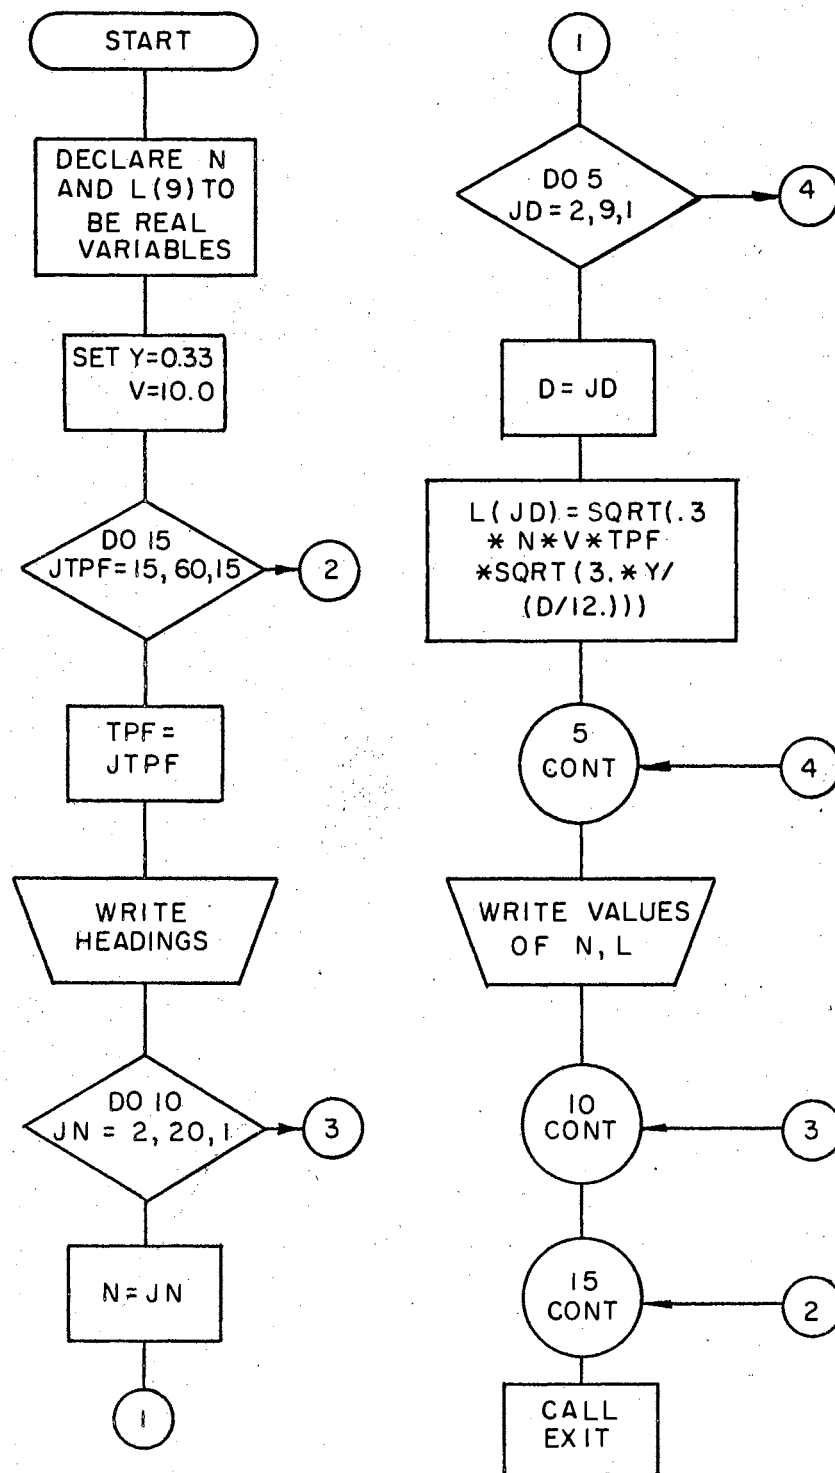 START
DECLARE N
AND L(9) TO
BE REAL
VARIABLES
SET Y=0.33
V=10.0
DO 15
JTPF=15, 60, 15
2
TPF=
JTPF
WRITE
HEADINGS
DO 10
JN = 2, 20, 1
3
N=JN
1
1
DO 5
JD=2,9,1
4
D=JD
L(JD)=SQRT(.3
* N*V*TPF
*SQRT(3.*Y/
(D/12.)))
5
CONT
4
WRITE VALUES
OF N, L
10
CONT
3
15
CONT
2
CALL
EXIT